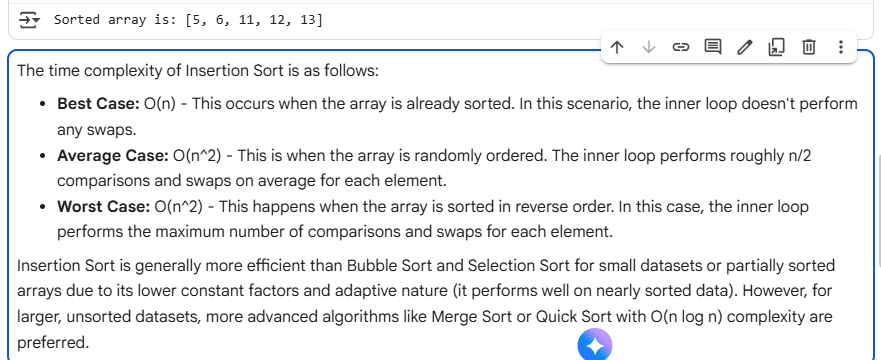 Sorted array is: [5, 6, 11, 12, 13]
The time complexity of Insertion Sort is as follows:
• Best Case: O(n) - This occurs when the array is already sorted. In this scenario, the inner loop doesn't perform
any swaps.
• Average Case: O(n^2) - This is when the array is randomly ordered. The inner loop performs roughly n/2
comparisons and swaps on average for each element.
• Worst Case: O(n^2) - This happens when the array is sorted in reverse order. In this case, the inner loop
performs the maximum number of comparisons and swaps for each element.
Insertion Sort is generally more efficient than Bubble Sort and Selection Sort for small datasets or partially sorted
arrays due to its lower constant factors and adaptive nature (it performs well on nearly sorted data). However, for
larger, unsorted datasets, more advanced algorithms like Merge Sort or Quick Sort with O(n log n) complexity are
preferred.